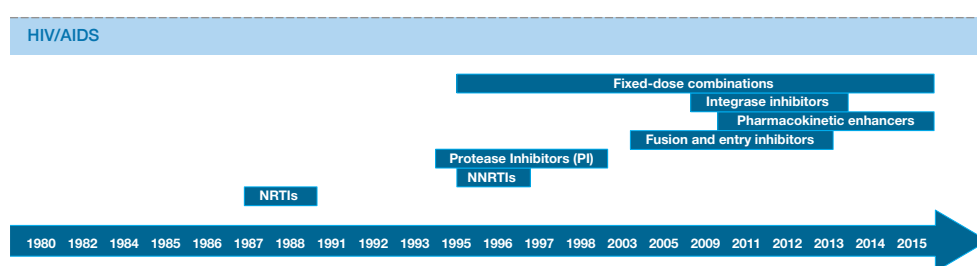 HIV/AIDS
Fixed-dose combinations
Integrase inhibitors
Pharmacokinetic enhancers
Fusion and entry inhibitors
Protease Inhibitors (PI)
NNRTIs
NRTIs
1980 1982 1984 1985 1986 1987 1988 1991 1992 1993 1995 1996 1997 1998 2003 2005 2009 2011 2012 2013 2014 2015